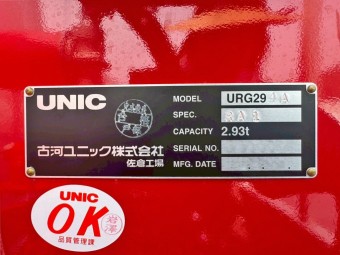 UNIC
古河ユニック株式会社
佐倉工場
MODEL URG29
SPEC.
CAPACITY 2.93t
SERIAL NO.
MFG. DATE
UNIC
OK
品質管理課